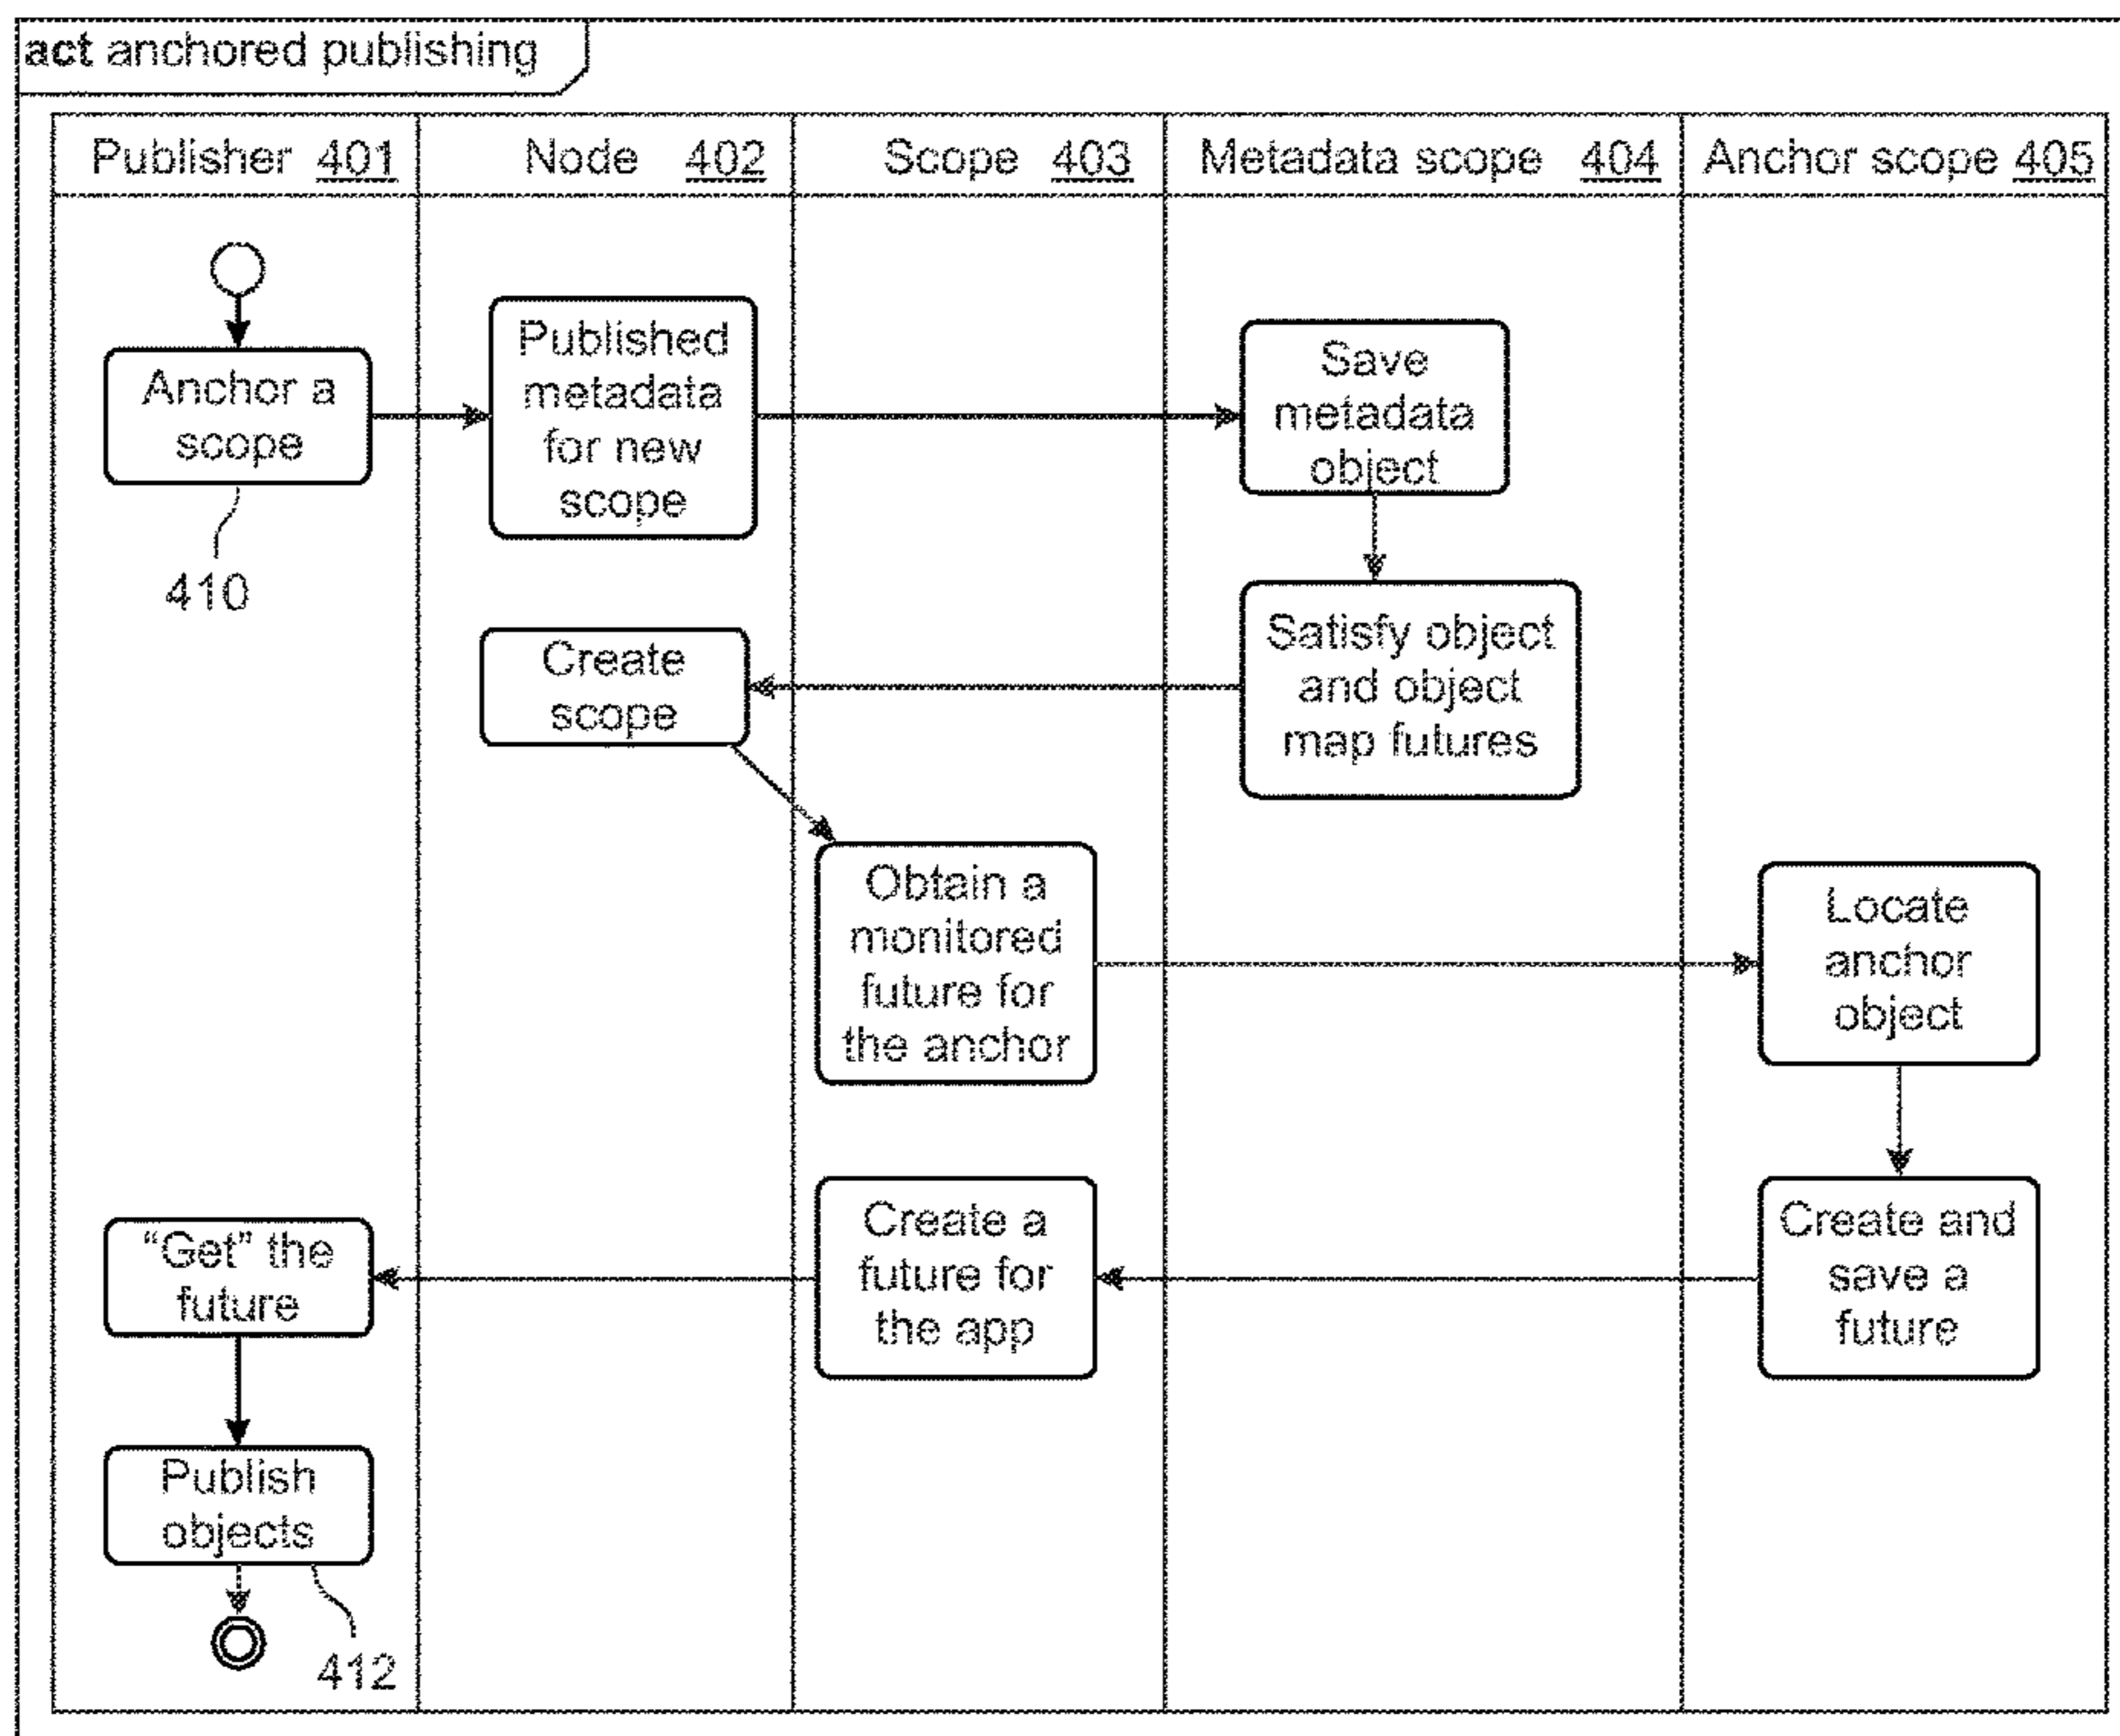 act anchored publishing
Publisher 401
Node 402
Scope 403
Metadata scope 404
Anchor scope 405
Anchor a
scope
410
Published
metadata
for new
scope
Save
metadata
object
Satisfy object
and object
map futures
Create
scope
Obtain a
monitored
future for
the anchor
Locate
anchor
object
Create and
save a
future
Create a
future for
the app
“Get” the
future
Publish
objects
412